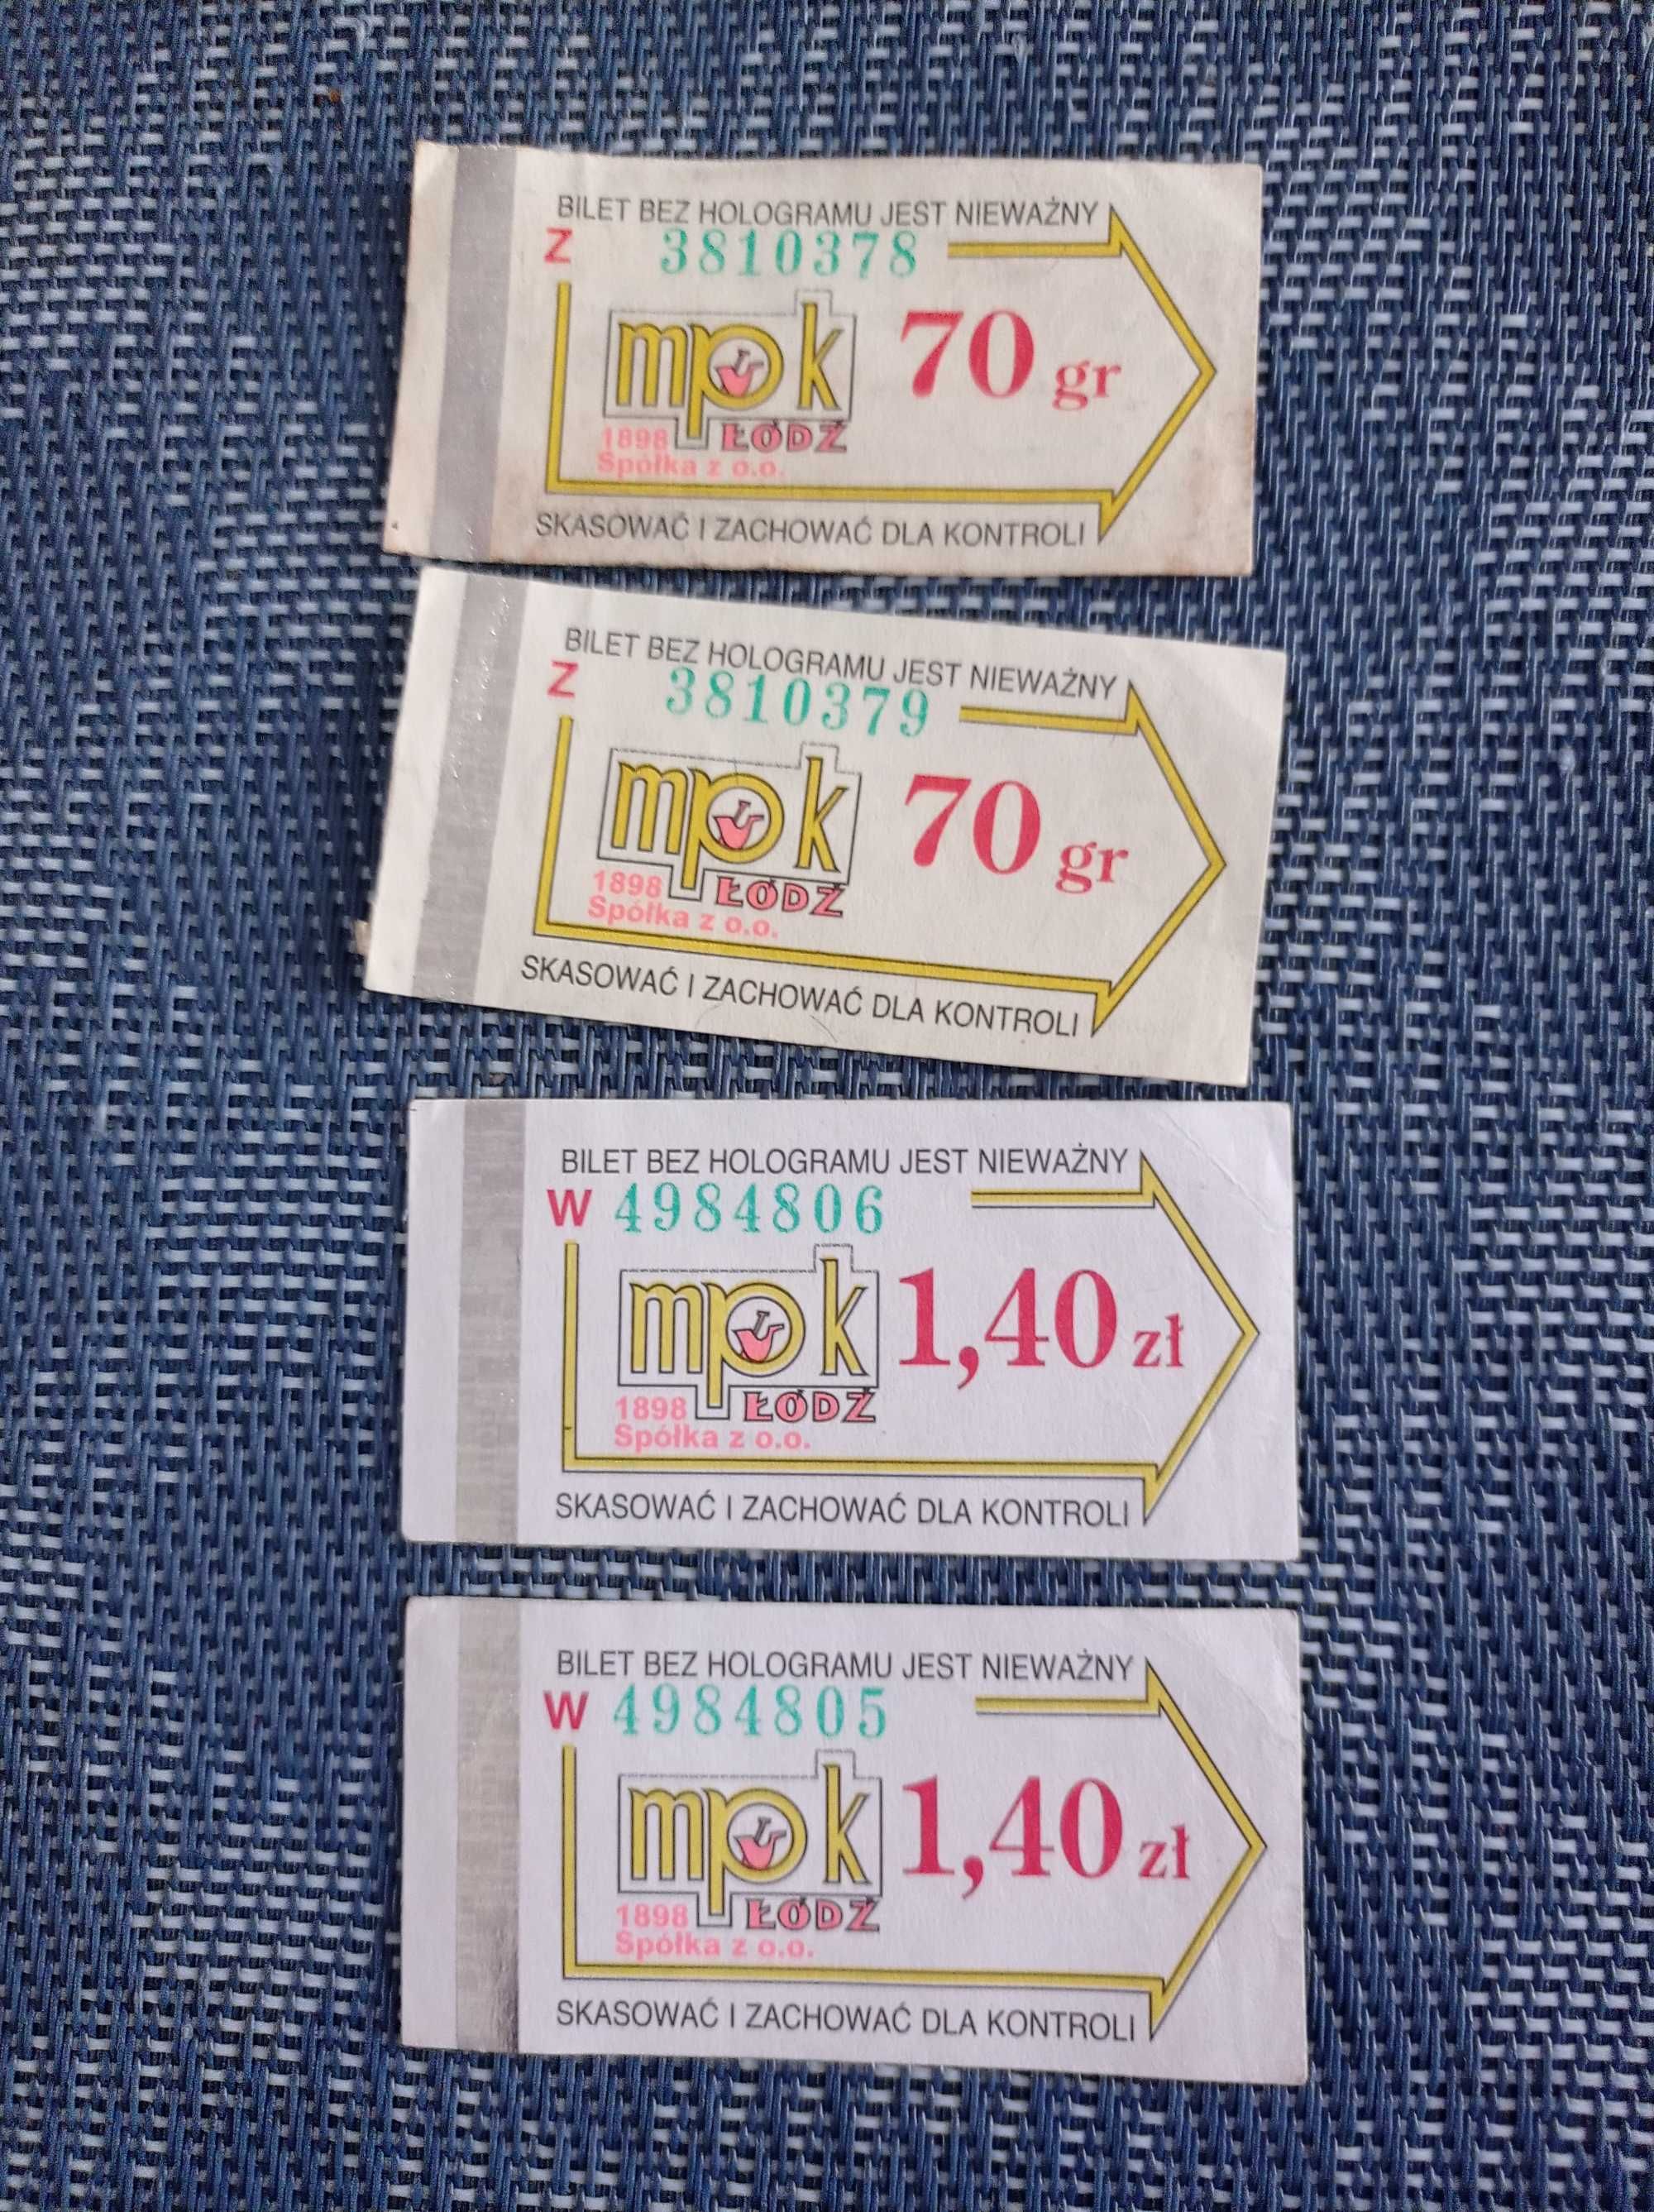 BILET BEZ HOLOGRAMU JEST NIEWAŻNY
Z 3810378
mpk 70 gr
1898 ŁÓDŹ
Spółka z o.o.
SKASOWAĆ I ZACHOWAĆ DLA KONTROLI
BILET BEZ HOLOGRAMU JEST NIEWAŻNY
Z 3810379
mpk 70 gr
1898 ŁÓDŹ
Spółka z o.o.
SKASOWAĆ I ZACHOWAĆ DLA KONTROLI
BILET BEZ HOLOGRAMU JEST NIEWAŻNY
W 4984806
mpk 1,40 zł
1898 ŁÓDŹ
Spółka z o.o.
SKASOWAĆ I ZACHOWAĆ DLA KONTROLI
BILET BEZ HOLOGRAMU JEST NIEWAŻNY
W 4984805
mpk 1,40 zł
1898 ŁÓDŹ
Spółka z o.o.
SKASOWAĆ I ZACHOWAĆ DLA KONTROLI